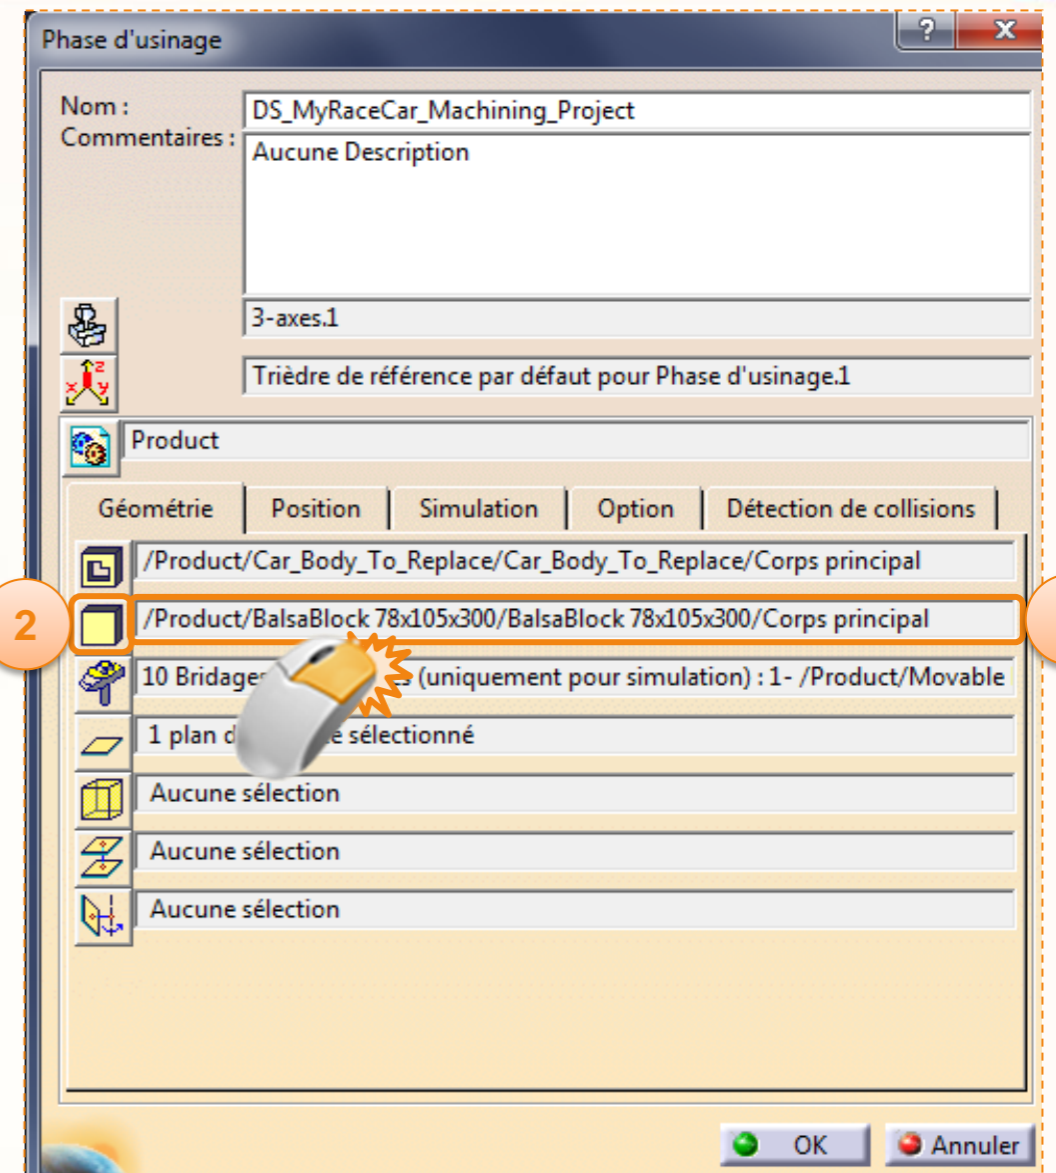 Phase d'usinage
?
x
Nom :
DS_MyRaceCar_Machining_Project
Commentaires :
Aucune Description
3-axes.1
Trièdre de référence par défaut pour Phase d'usinage.1
Product
Géométrie
Position
Simulation
Option
Détection de collisions
/Product/Car_Body_To_Replace/Car_Body_To_Replace/Corps principal
2
/Product/BalsaBlock 78x105x300/BalsaBlock 78x105x300/Corps principal
10 (uniquement pour simulation) : 1- /Product/Movable
1 plan sélectionné
Aucune sélection
Aucune sélection
Aucune sélection
OK
Annuler